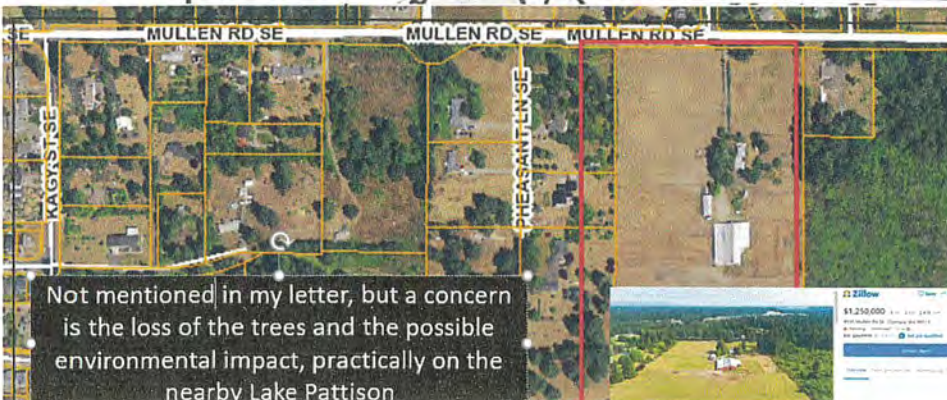 SE
MULLEN RD SE
MULLEN RD SE
MULLEN RD SE
KAGY ST SE
PHEASANT LN SE
Not mentioned in my letter, but a concern
is the loss of the trees and the possible
environmental impact, practically on the
nearby Lake Pattison
Zillow
$1,250,000